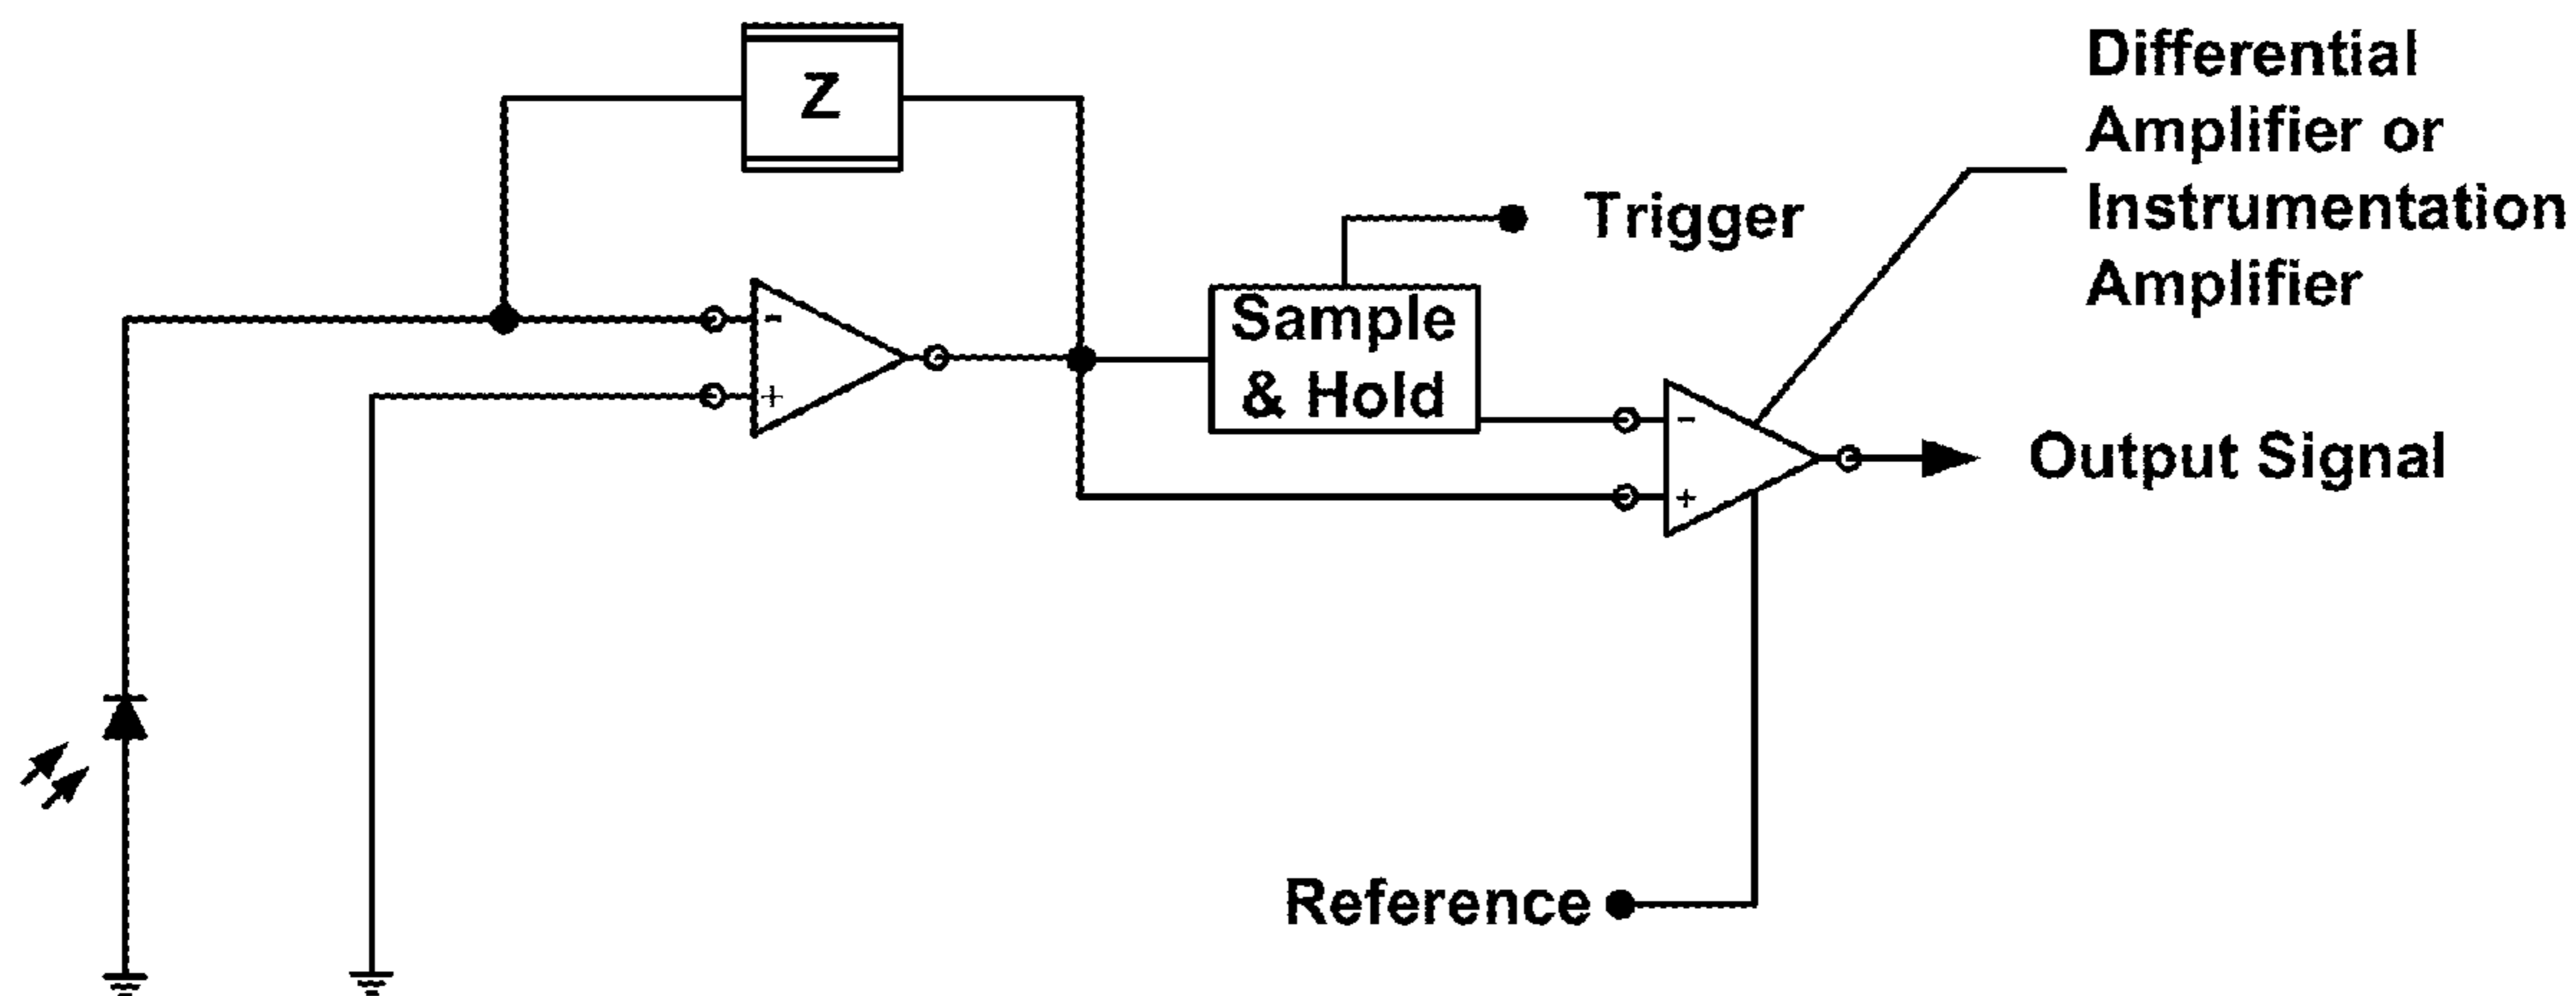 Z
Differential
Amplifier or
Instrumentation
Amplifier
Trigger
Sample
& Hold
-
+
-
+
Output Signal
Reference